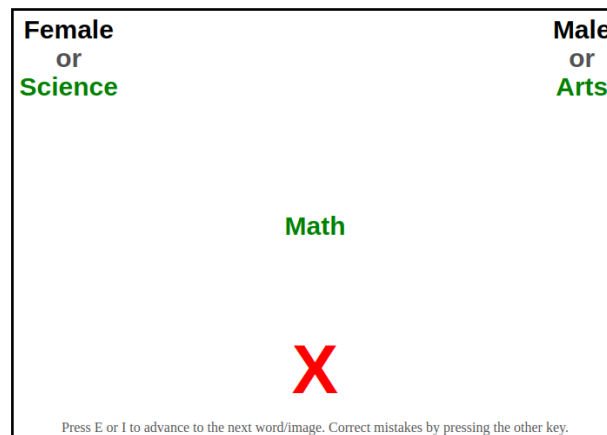 Female
or
Science
Male
or
Arts
Math
X
Press E or I to advance to the next word/image. Correct mistakes by pressing the other key.